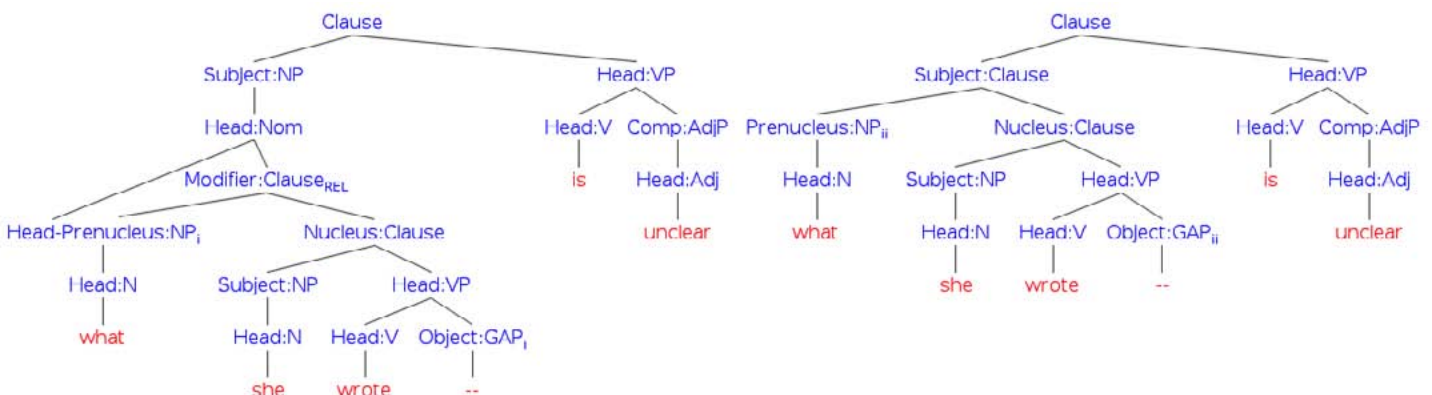 Clause Clause
Subject:NP Head:VP Subject:Clause Head:VP
Head:Nom Head:V Comp:AdjP Prenucleus:NPii Nucleus:Clause Head:V Comp:AdjP
Modifier:ClauseREL is Head:Adj Head:N Subject:NP Head:VP is Head:Adj
Head-Prenucleus:NPi Nucleus:Clause unclear what Head:N Head:V Object:GAPii unclear
Head:N Subject:NP Head:VP she wrote --
what Head:N Head:V Object:GAPi
she wrote --